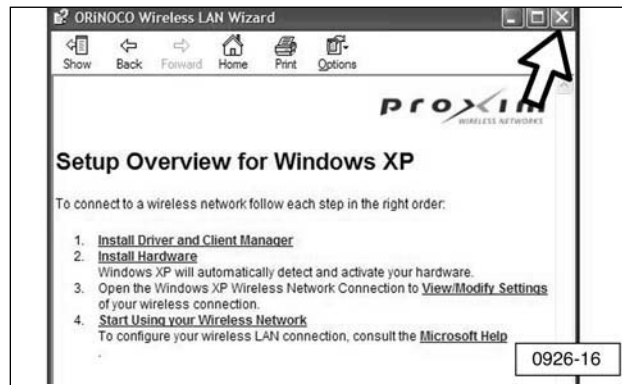 ORiNOCO Wireless LAN Wizard
Show Back Forward Home Print Options
proxim
WIRELESS NETWORKS
Setup Overview for Windows XP
To connect to a wireless network follow each step in the right order:
1. Install Driver and Client Manager
2. Install Hardware
Windows XP will automatically detect and activate your hardware.
3. Open the Windows XP Wireless Network Connection to View/Modify Settings
of your wireless connection.
4. Start Using your Wireless Network
To configure your wireless LAN connection, consult the Microsoft Help
.
0926-16